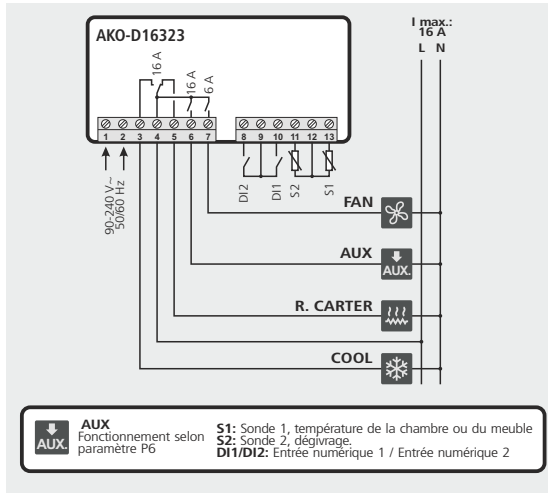 I max.:
16 A
L N
AKO-D16323
16 A
16 A
6 A
1 2 3 4 5 6 7 8 9 10 11 12 13
90-240 V~
50/60 Hz
DI2
DI1
S2
S1
FAN
AUX
AUX.
R. CARTER
COOL
AUX.
AUX
Fonctionnement selon
paramètre P6
S1: Sonde 1, température de la chambre ou du meuble
S2: Sonde 2, dégivrage.
DI1/DI2: Entrée numérique 1 / Entrée numérique 2